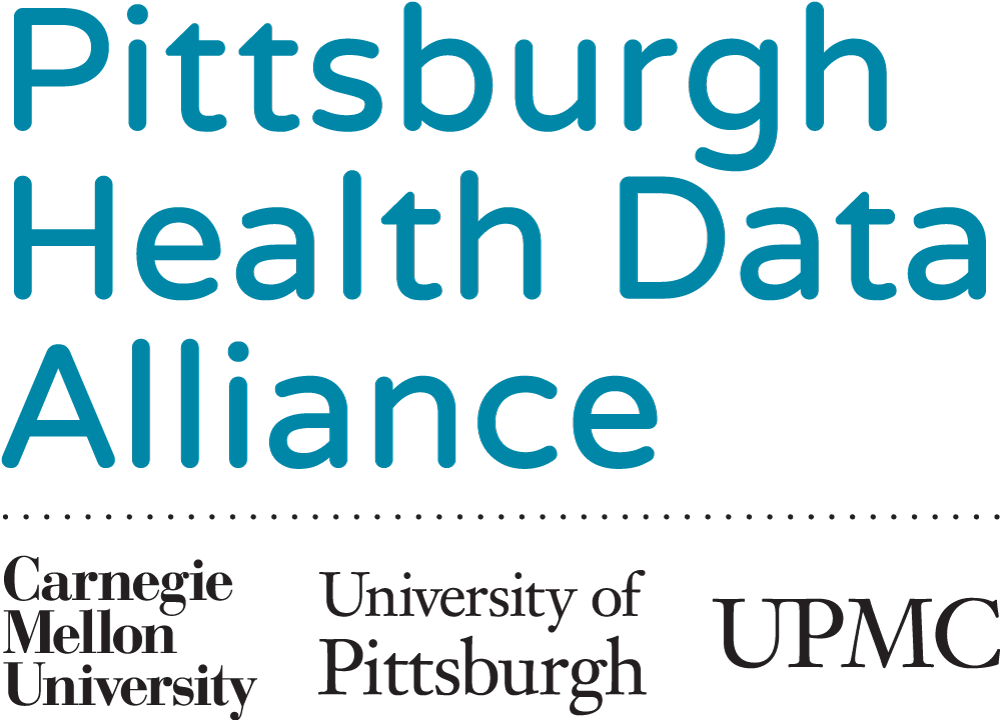 Pittsburgh
Health Data
Alliance
Carnegie
Mellon
University
University of
Pittsburgh
UPMC